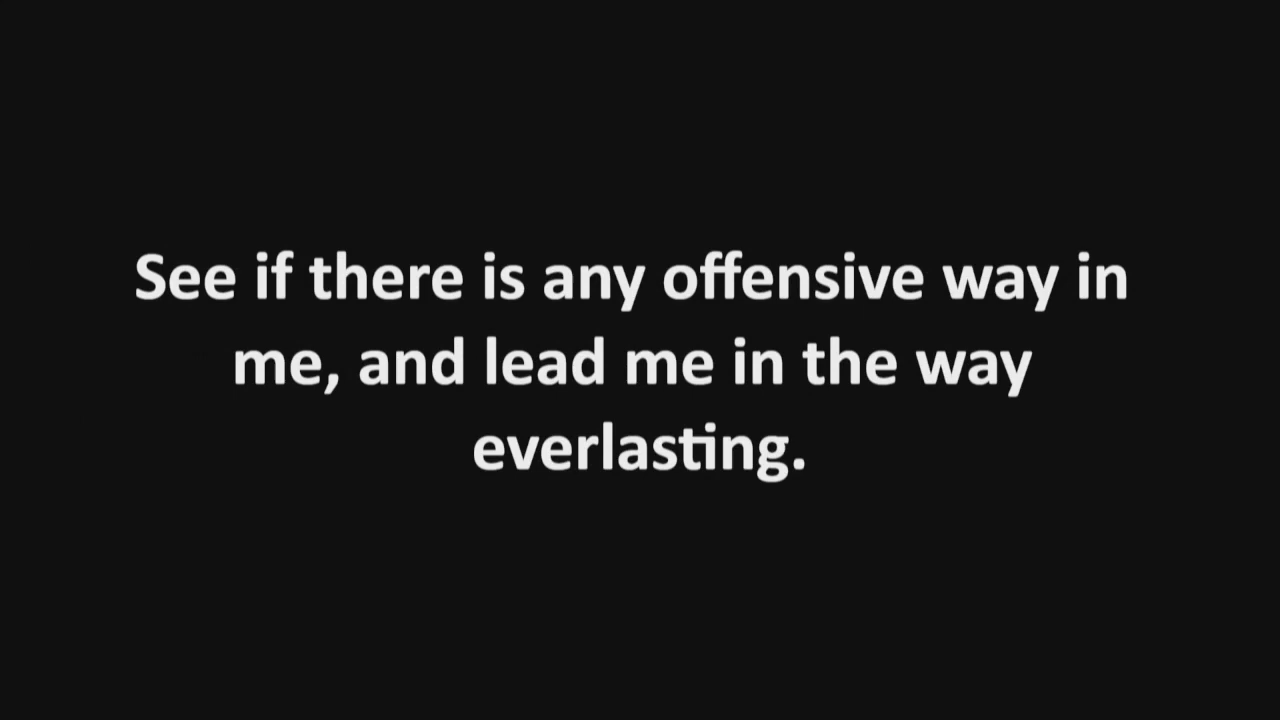 See if there is any offensive way in
me, and lead me in the way
everlasting.